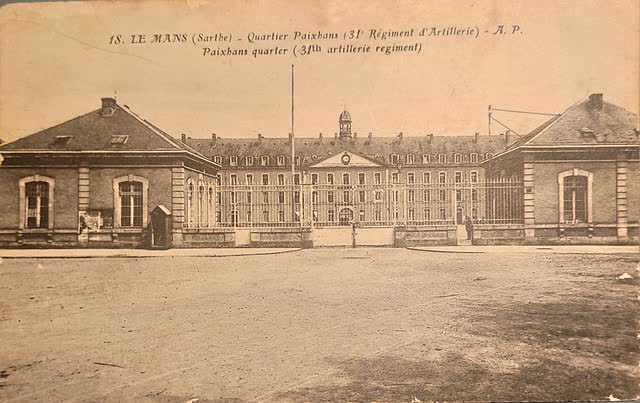 18. LE MANS (Sarthe) - Quartier Paixhans (31e Régiment d'Artillerie) - A. P.
Paixhans quarter (31th artillerie regiment)